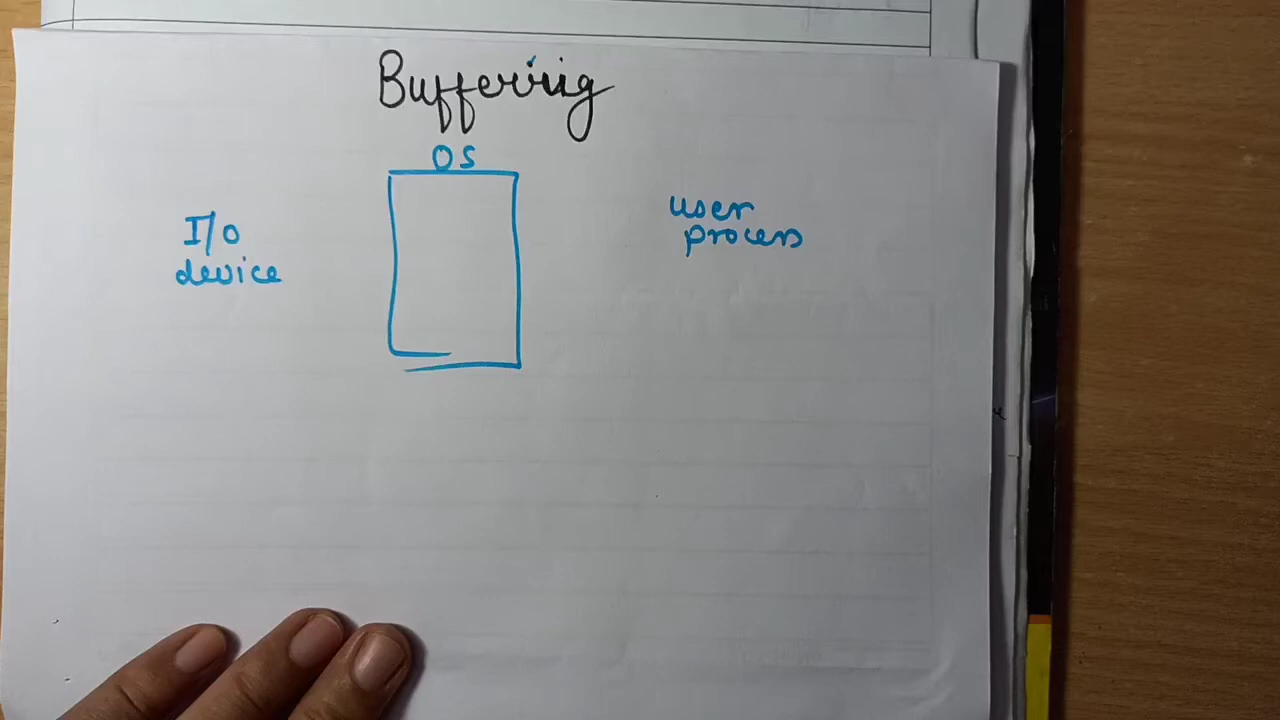 Buffering
OS
I/O
device
user
process